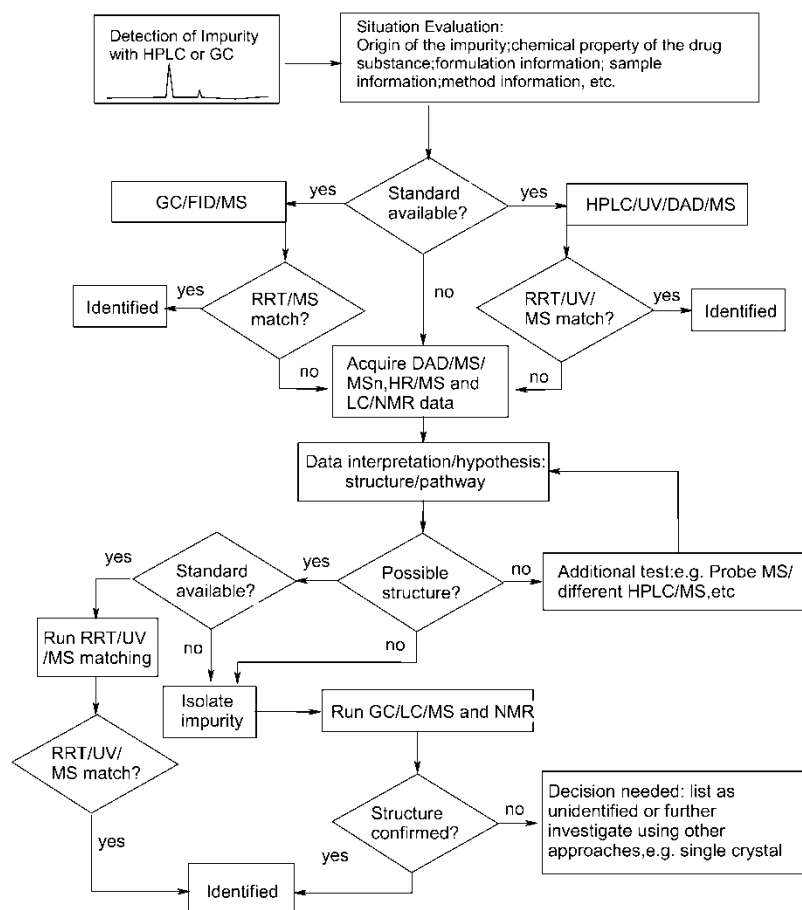 Detection of Impurity
with HPLC or GC
Situation Evaluation:
Origin of the impurity;chemical property of the drug
substance;formulation information; sample
information;method information, etc.
GC/FID/MS
yes
Standard
available?
yes
HPLC/UV/DAD/MS
Identified
yes
RRT/MS
match?
no
RRT/UV/
MS match?
yes
Identified
no
Acquire DAD/MS/
MSn,HR/MS and
LC/NMR data
no
Data interpretation/hypothesis:
structure/pathway
yes
Standard
available?
yes
Possible
structure?
no
Additional test:e.g. Probe MS/
different HPLC/MS,etc
Run RRT/UV
/MS matching
no
no
Isolate
impurity
Run GC/LC/MS and NMR
RRT/UV/
MS match?
Structure
confirmed?
no
Decision needed: list as
unidentified or further
investigate using other
approaches,e.g. single crystal
yes
yes
Identified